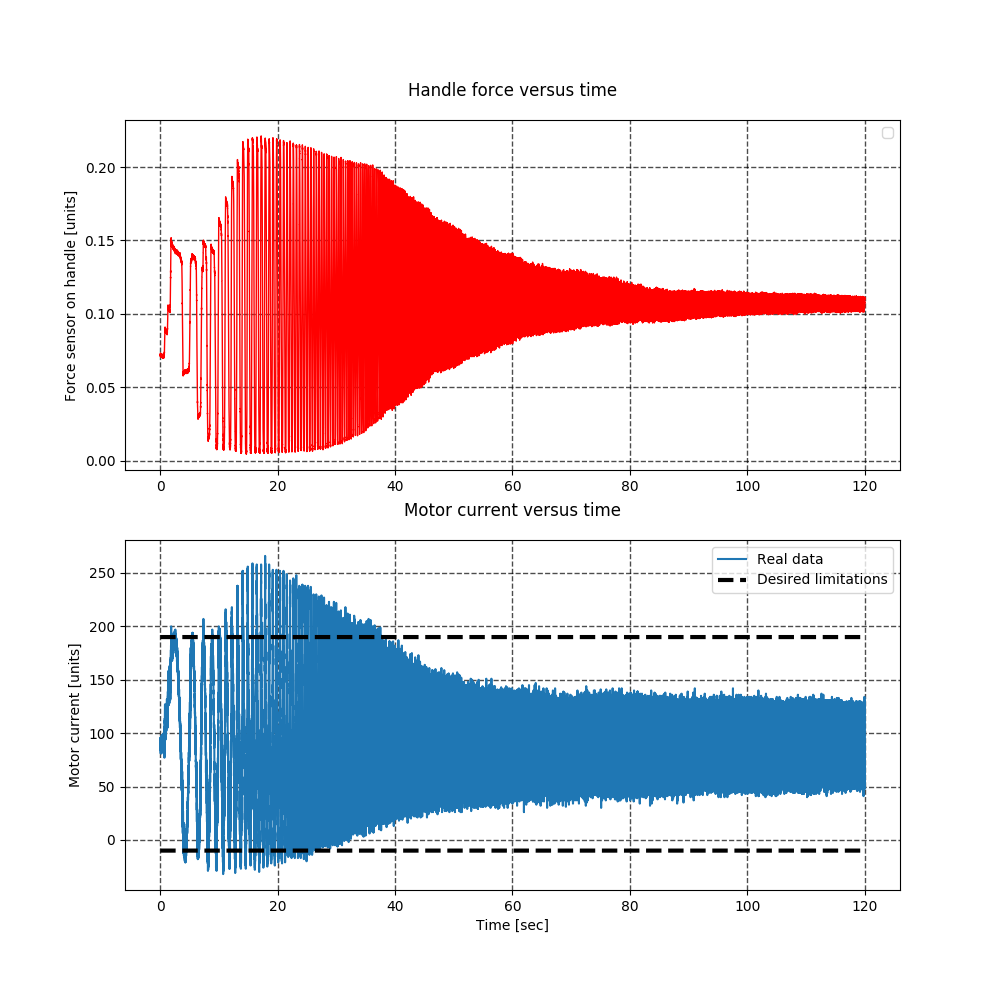 Handle force versus time
Force sensor on handle [units]
0.20
0.15
0.10
0.05
0.00
0 20 40 60 80 100 120
Motor current versus time
Motor current [units]
250
200
150
100
50
0
Real data
Desired limitations
0 20 40 60 80 100 120
Time [sec]